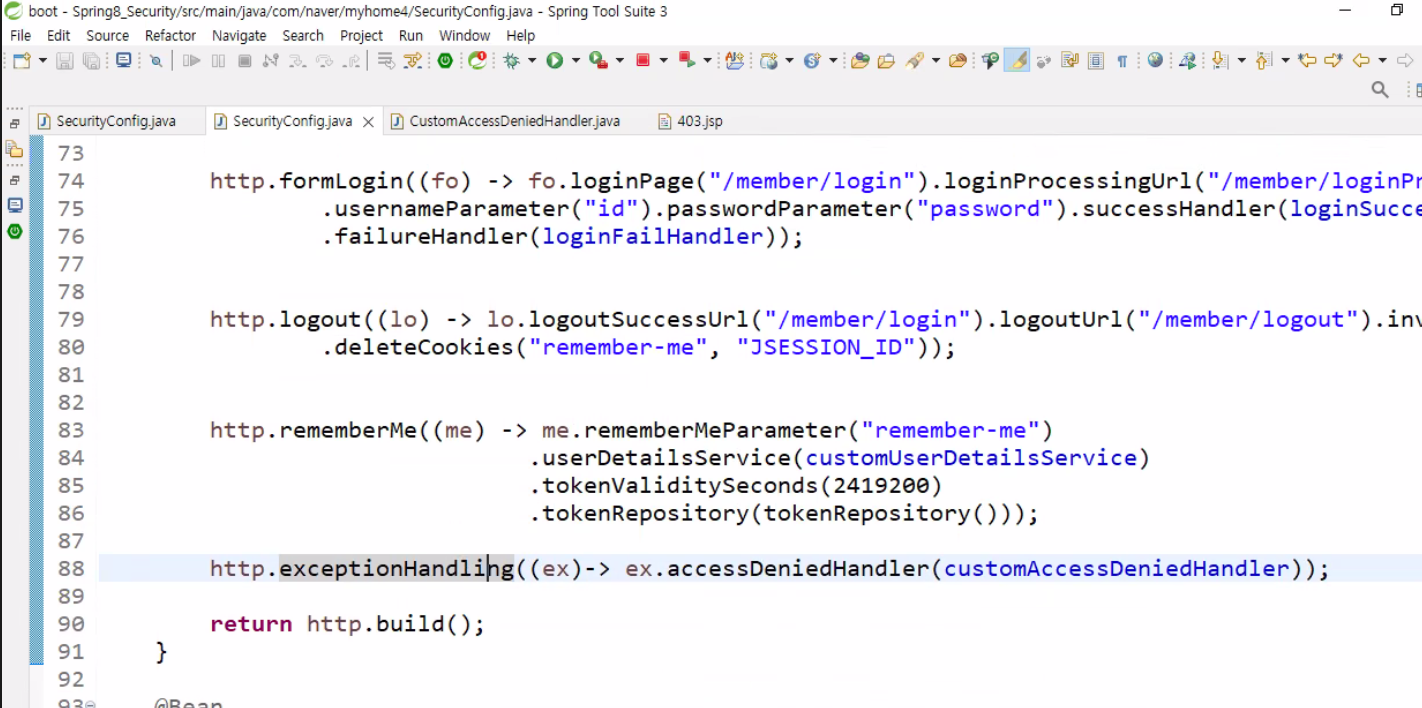 boot - Spring8_Security/src/main/java/com/naver/myhome4/SecurityConfig.java - Spring Tool Suite 3
File Edit Source Refactor Navigate Search Project Run Window Help
SecurityConfig.java SecurityConfig.java CustomAccessDeniedHandler.java 403.jsp
73
74 http.formLogin((fo) -> fo.loginPage("/member/login").loginProcessingUrl("/member/loginPr
75 .usernameParameter("id").passwordParameter("password").successHandler(loginSucce
76 .failureHandler(loginFailHandler));
77
78
79 http.logout((lo) -> lo.logoutSuccessUrl("/member/login").logoutUrl("/member/logout").inv
80 .deleteCookies("remember-me", "JSESSION_ID"));
81
82
83 http.rememberMe((me) -> me.rememberMeParameter("remember-me")
84 .userDetailsService(customUserDetailsService)
85 .tokenValiditySeconds(2419200)
86 .tokenRepository(tokenRepository()));
87
88 http.exceptionHandling((ex)-> ex.accessDeniedHandler(customAccessDeniedHandler));
89
90 return http.build();
91 }
92
93 @Bean